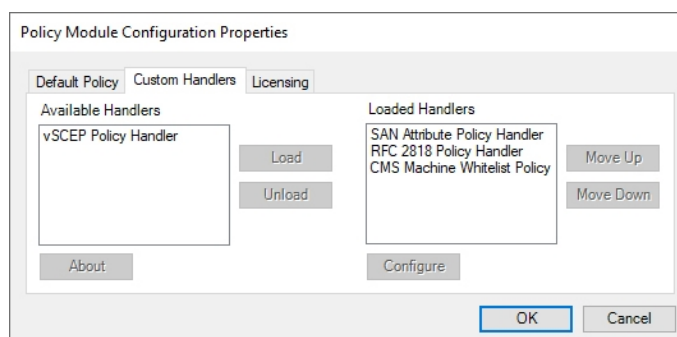 Policy Module Configuration Properties
Default Policy Custom Handlers Licensing
Available Handlers
vSCEP Policy Handler
Load
Unload
About
Loaded Handlers
SAN Attribute Policy Handler
RFC 2818 Policy Handler
CMS Machine Whitelist Policy
Move Up
Move Down
Configure
OK Cancel